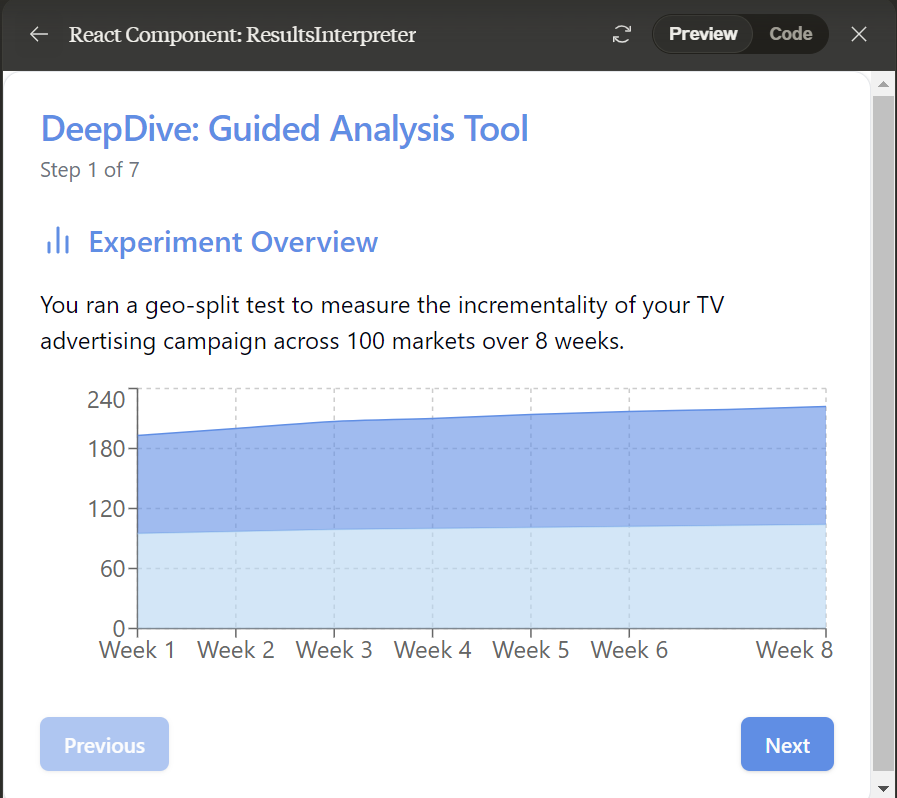 React Component: ResultsInterpreter
Preview
Code
DeepDive: Guided Analysis Tool
Step 1 of 7
Experiment Overview
You ran a geo-split test to measure the incrementality of your TV
advertising campaign across 100 markets over 8 weeks.
240
180
120
60
0
Week 1 Week 2 Week 3 Week 4 Week 5 Week 6 Week 8
Previous
Next